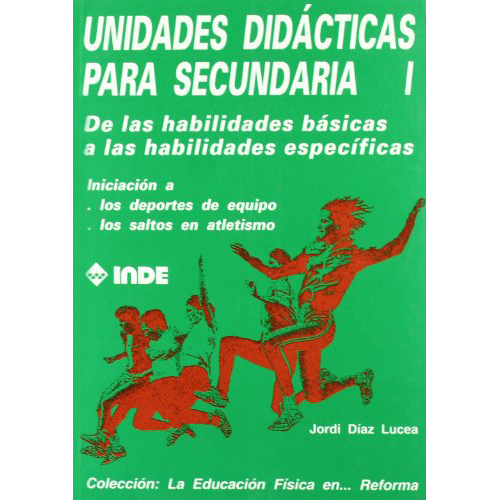 UNIDADES DIDÁCTICAS
PARA SECUNDARIA I
De las habilidades básicas
a las habilidades específicas
Iniciación a
. los deportes de equipo
. los saltos en atletismo
INDE
Jordi Díaz Lucea
Colección: La Educación Física en... Reforma